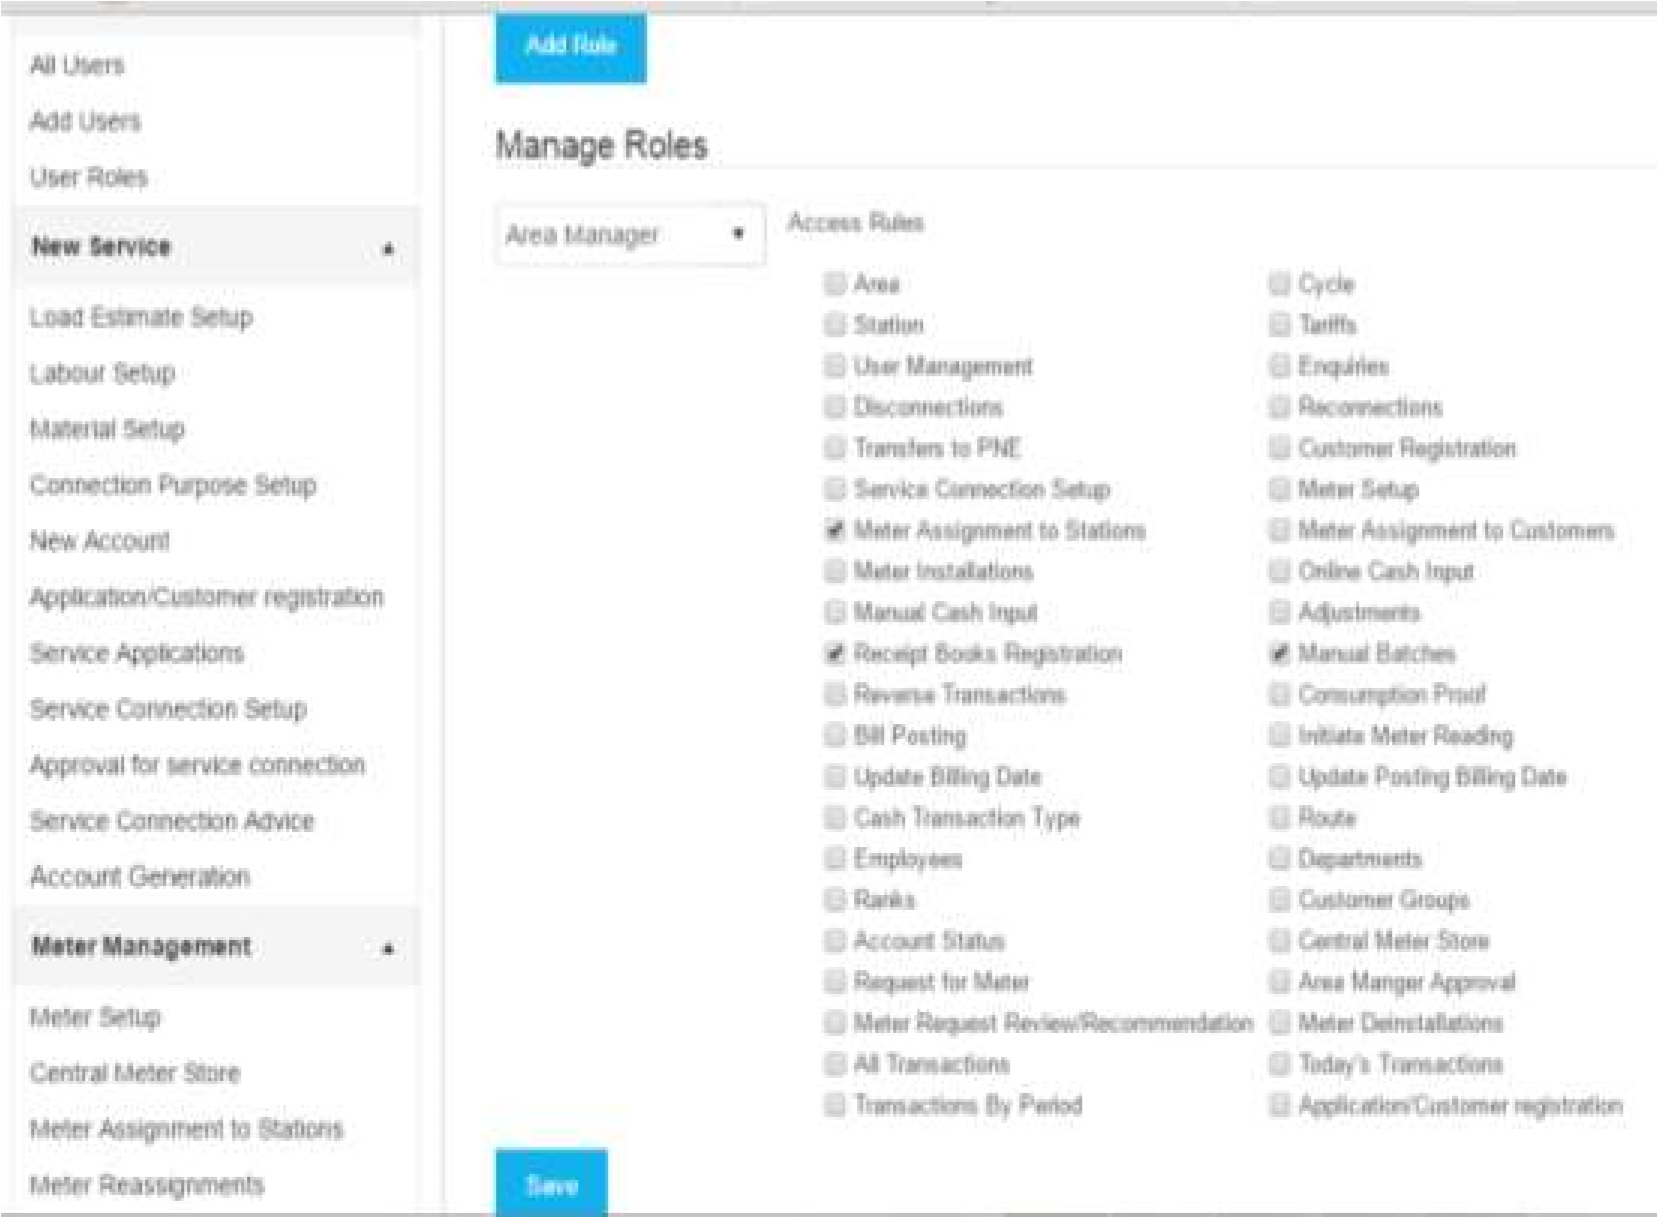 All Users
Add Users
User Roles
New Service
Load Estimate Setup
Labour Setup
Material Setup
Connection Purpose Setup
New Account
Application/Customer registration
Service Applications
Service Connection Setup
Approval for service connection
Service Connection Advice
Account Generation
Meter Management
Meter Setup
Central Meter Store
Meter Assignment to Stations
Meter Reassignments
Add Role
Manage Roles
Area Manager
Access Rules
Area
Cycle
Station
Tariffs
User Management
Enquiries
Disconnections
Reconnections
Transfers to PNE
Customer Registration
Service Connection Setup
Meter Setup
Meter Assignment to Stations
Meter Assignment to Customers
Meter Installations
Online Cash Input
Manual Cash Input
Adjustments
Receipt Books Registration
Manual Batches
Reverse Transactions
Consumption Proof
Bill Posting
Initiate Meter Reading
Update Billing Date
Update Posting Billing Date
Cash Transaction Type
Route
Employees
Departments
Ranks
Customer Groups
Account Status
Central Meter Store
Request for Meter
Area Manger Approval
Meter Request Review/Recommendation
Meter Deinstallations
All Transactions
Today's Transactions
Transactions By Period
Application/Customer registration
Save